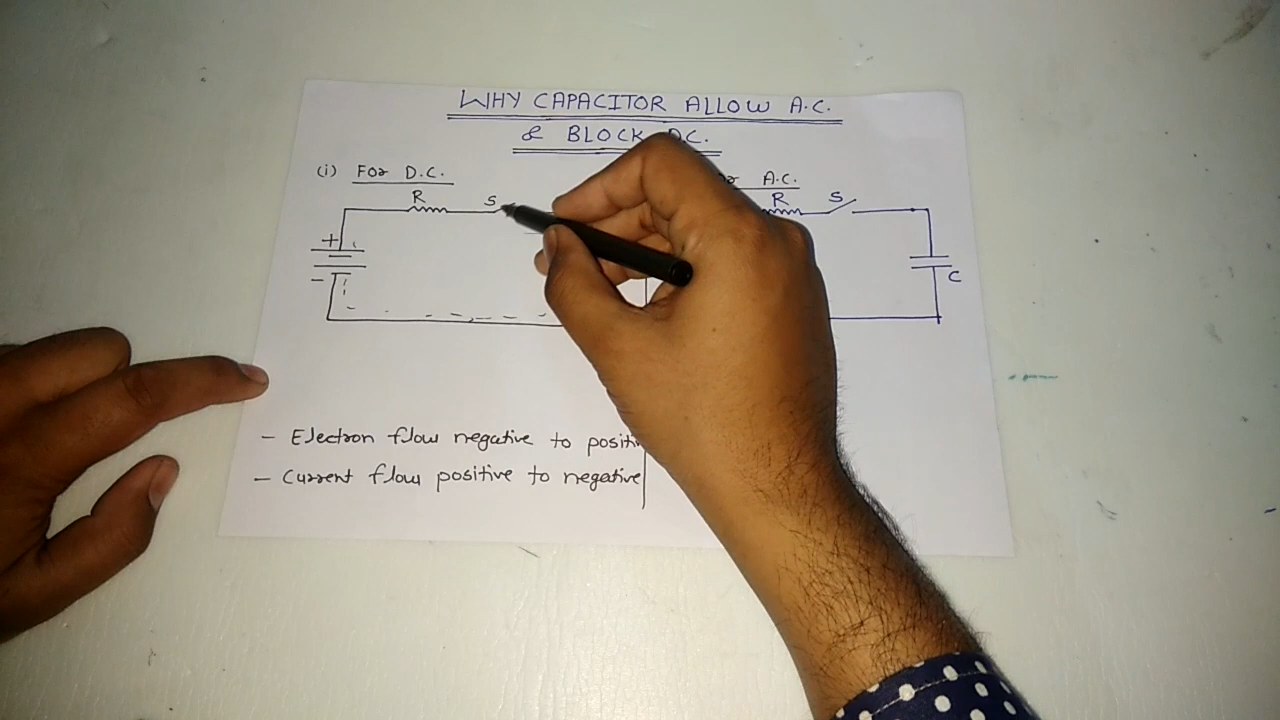 WHY CAPACITOR ALLOW A.C.
& BLOCK D.C.
(i) For D.C.
A.C.
R
S
R
S
+
-
C
- Electron flow negative to
- Current flow positive to negative